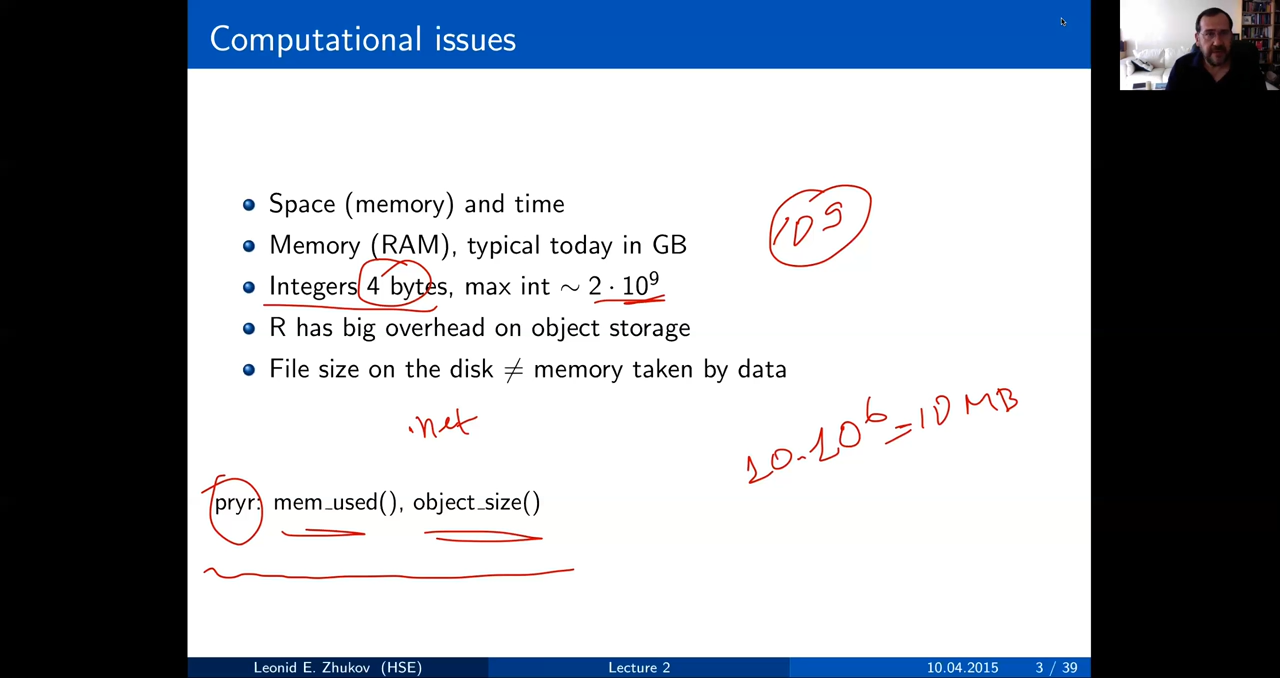 Computational issues
Space (memory) and time
109
Memory (RAM), typical today in GB
Integers 4 bytes, max int ∼ 2 · 10⁹
R has big overhead on object storage
File size on the disk ≠ memory taken by data
.net
10·10⁶=10 MB
pryr: mem_used(), object_size()
Leonid E. Zhukov (HSE) Lecture 2 10.04.2015 3 / 39